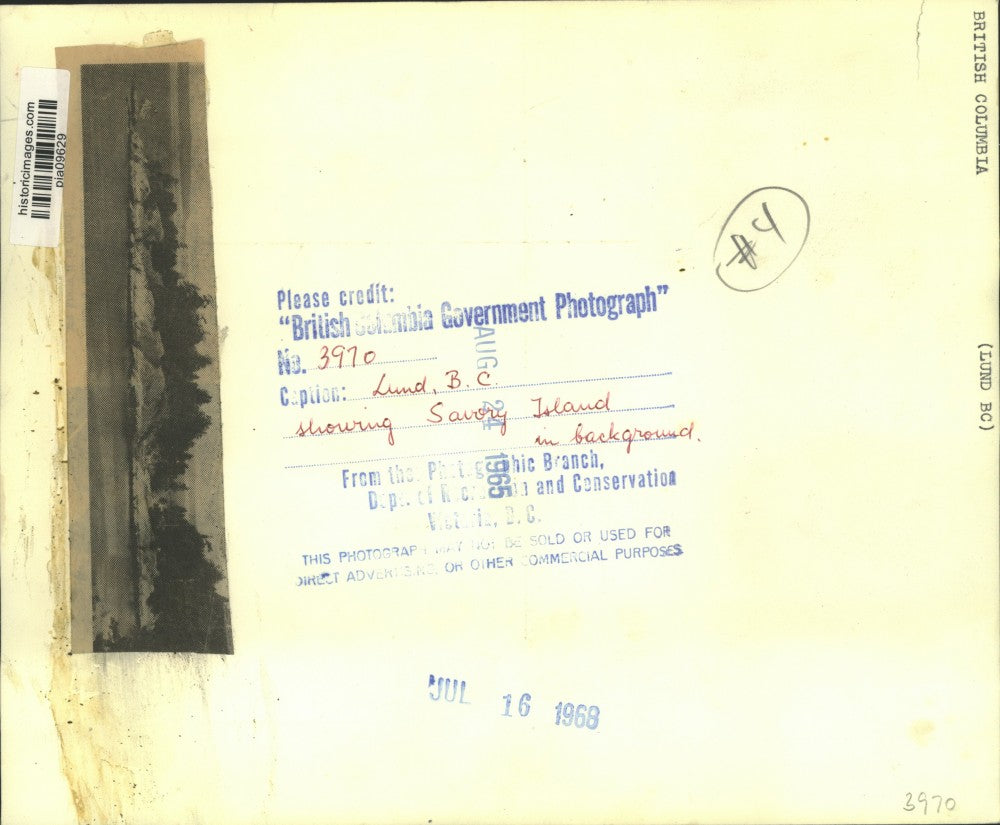 BRITISH COLUMBIA
(LUND BC)
historicimages.com
pia09629
#4
Please credit:
"British Columbia Government Photograph"
No. 3970
Caption: Lund, B.C.
showing Savory Island
in background.
AUG 24 1965
From the Photographic Branch,
Dept. of Recreation and Conservation
Victoria, B.C.
THIS PHOTOGRAPH MAY NOT BE SOLD OR USED FOR
DIRECT ADVERTISING, OR OTHER COMMERCIAL PURPOSES
JUL 16 1968
3970